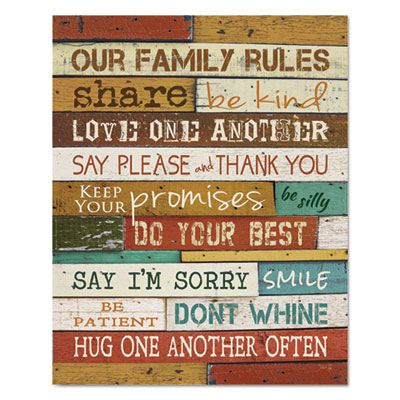 OUR FAMILY RULES
share be kind
LOVE ONE ANOTHER
SAY PLEASE and THANK YOU
KEEP YOUR promises be silly
DO YOUR BEST
SAY I'M SORRY SMILE
BE PATIENT DONT WHINE
HUG ONE ANOTHER OFTEN